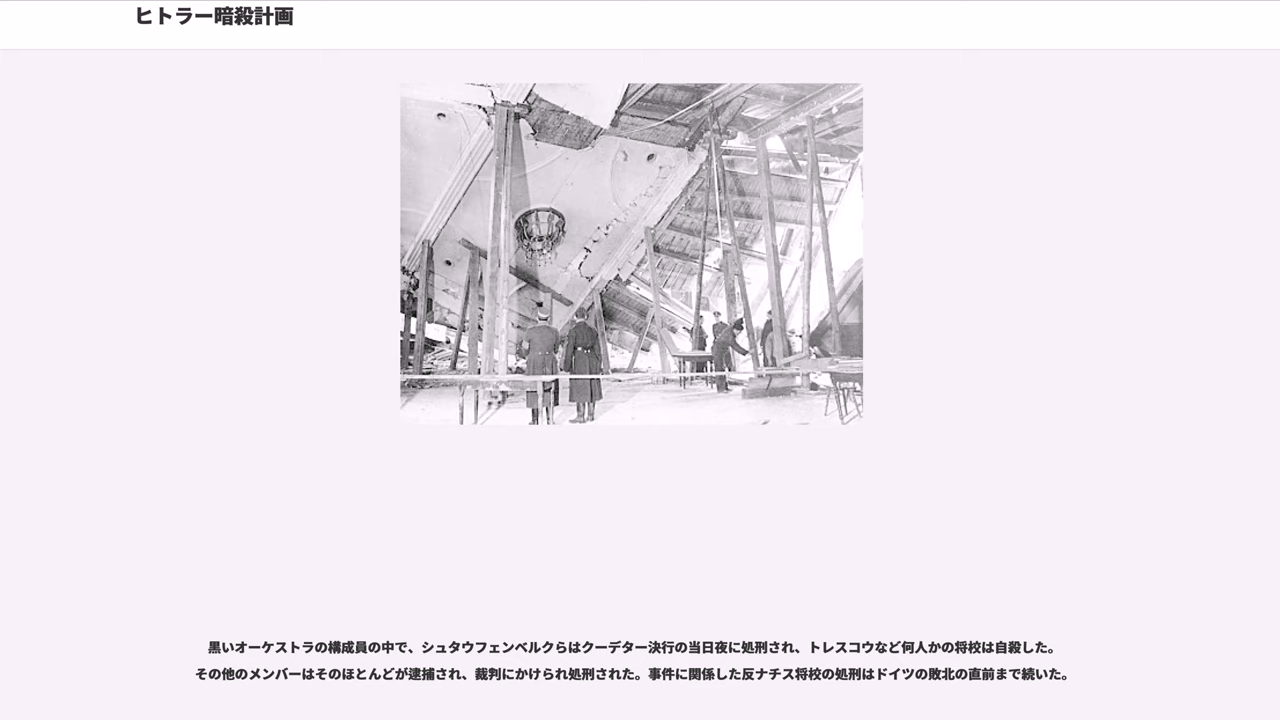 ヒトラー暗殺計画
黒いオーケストラの構成員の中で、シュタウフェンベルクらはクーデター決行の当日夜に処刑され、トレスコウなど何人かの将校は自殺した。
その他のメンバーはそのほとんどが逮捕され、裁判にかけられ処刑された。事件に関係した反ナチス将校の処刑はドイツの敗北の直前まで続いた。